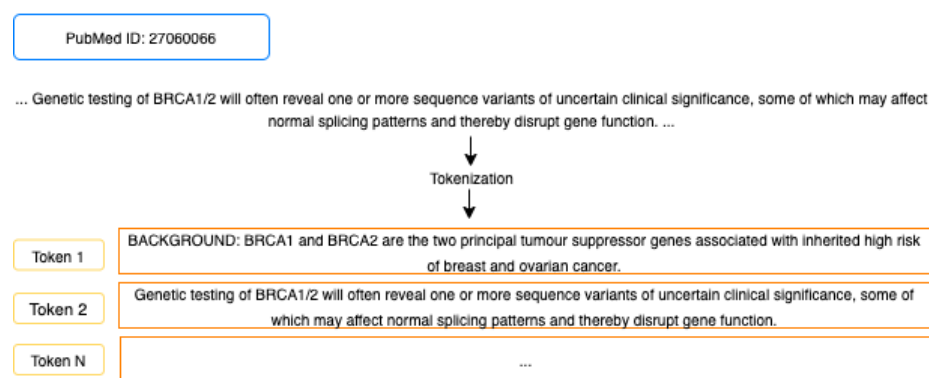 PubMed ID: 27060066
... Genetic testing of BRCA1/2 will often reveal one or more sequence variants of uncertain clinical significance, some of which may affect
normal splicing patterns and thereby disrupt gene function. ...
Tokenization
Token 1
BACKGROUND: BRCA1 and BRCA2 are the two principal tumour suppressor genes associated with inherited high risk
of breast and ovarian cancer.
Token 2
Genetic testing of BRCA1/2 will often reveal one or more sequence variants of uncertain clinical significance, some of
which may affect normal splicing patterns and thereby disrupt gene function.
Token N
...